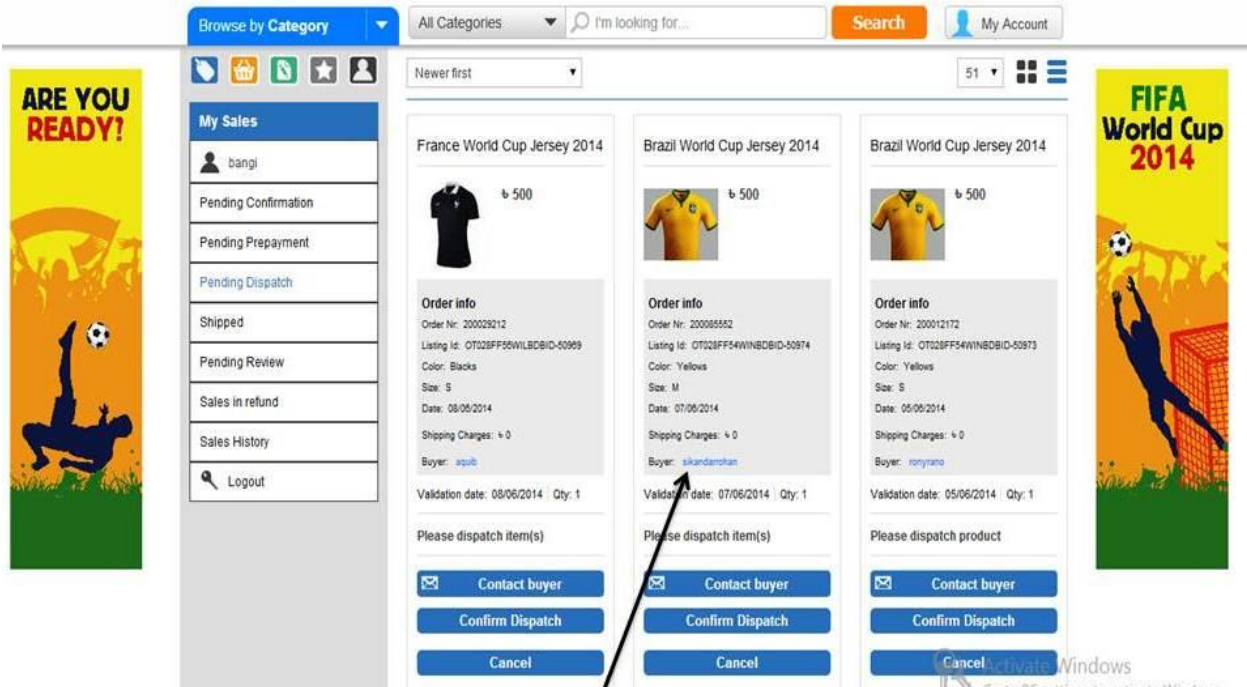 Browse by Category
All Categories
I'm looking for...
Search
My Account
ARE YOU
READY?
My Sales
bangi
Pending Confirmation
Pending Prepayment
Pending Dispatch
Shipped
Pending Review
Sales in refund
Sales History
Logout
Newer first
51
France World Cup Jersey 2014
৳ 500
Order info
Order Nr: 200029212
Listing Id: OT028FF56WILBDBID-50969
Color: Blacks
Size: S
Date: 08/06/2014
Shipping Charges: ৳ 0
Buyer: aquib
Validation date: 08/06/2014 | Qty: 1
Please dispatch item(s)
Contact buyer
Confirm Dispatch
Cancel
Brazil World Cup Jersey 2014
৳ 500
Order info
Order Nr: 200085552
Listing Id: OT028FF54WINBDBID-50974
Color: Yellows
Size: M
Date: 07/06/2014
Shipping Charges: ৳ 0
Buyer: sikandarrohan
Validation date: 07/06/2014 | Qty: 1
Please dispatch item(s)
Contact buyer
Confirm Dispatch
Cancel
Brazil World Cup Jersey 2014
৳ 500
Order info
Order Nr: 200012172
Listing Id: OT028FF54WINBDBID-50973
Color: Yellows
Size: S
Date: 05/06/2014
Shipping Charges: ৳ 0
Buyer: ronyrano
Validation date: 05/06/2014 | Qty: 1
Please dispatch product
Contact buyer
Confirm Dispatch
Cancel
FIFA
World Cup
2014
Activate Windows